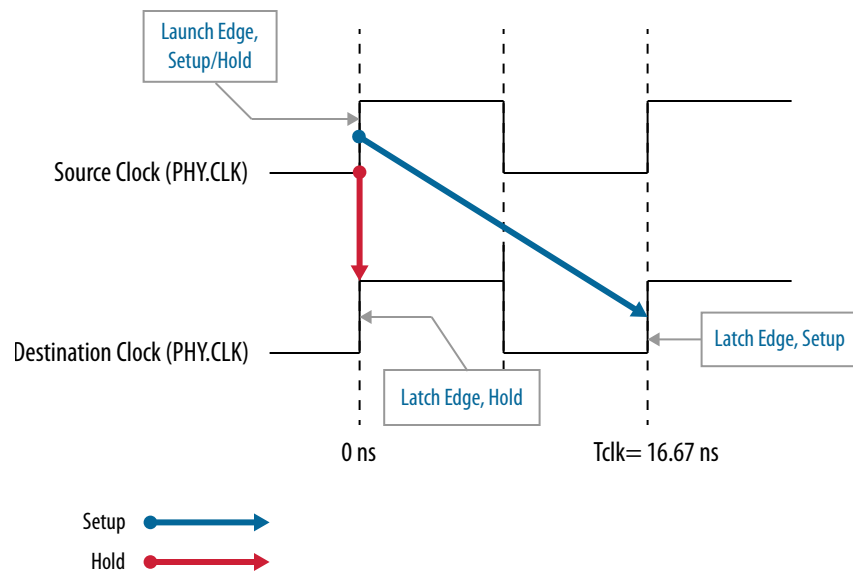 Launch Edge,
Setup/Hold
Source Clock (PHY.CLK)
Destination Clock (PHY.CLK)
Latch Edge, Setup
Latch Edge, Hold
0 ns
Tclk= 16.67 ns
Setup
Hold